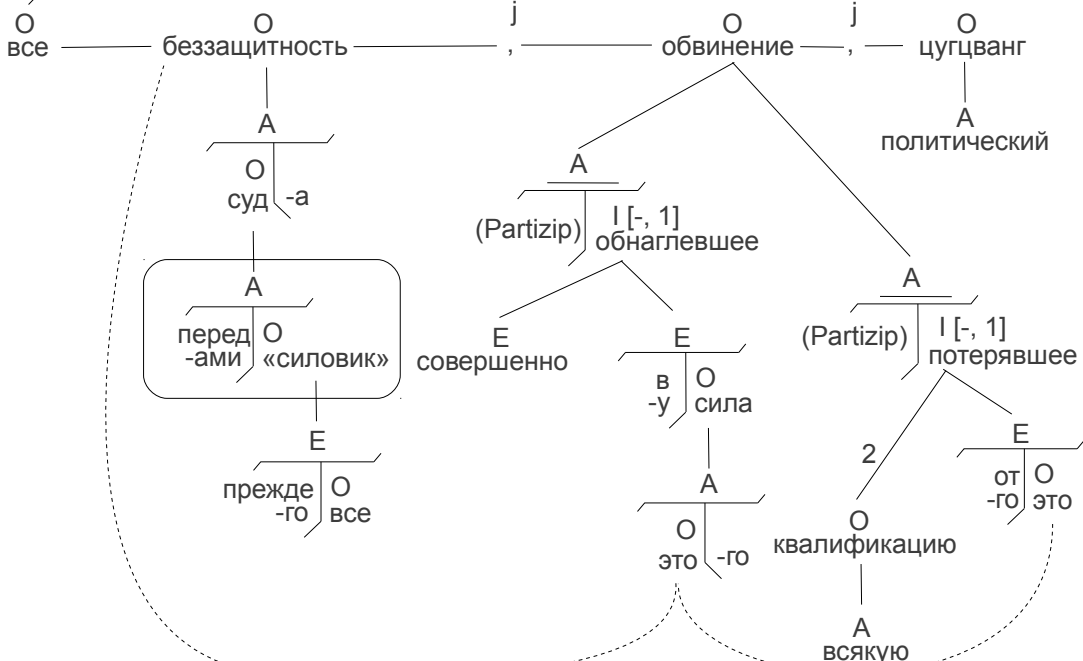 О j О j О
все беззащитность , обвинение , цугцванг
А А
политический
О
суд -а
А
(Partizip) I [-, 1]
обнаглевшее
А
перед О
-ами «силовик»
А
(Partizip) I [-, 1]
потерявшее
Е
совершенно
Е
в О
-у сила
Е
прежде О
-го все
2
Е
от О
-го это
А
О
это -го
О
квалификацию
А
всякую